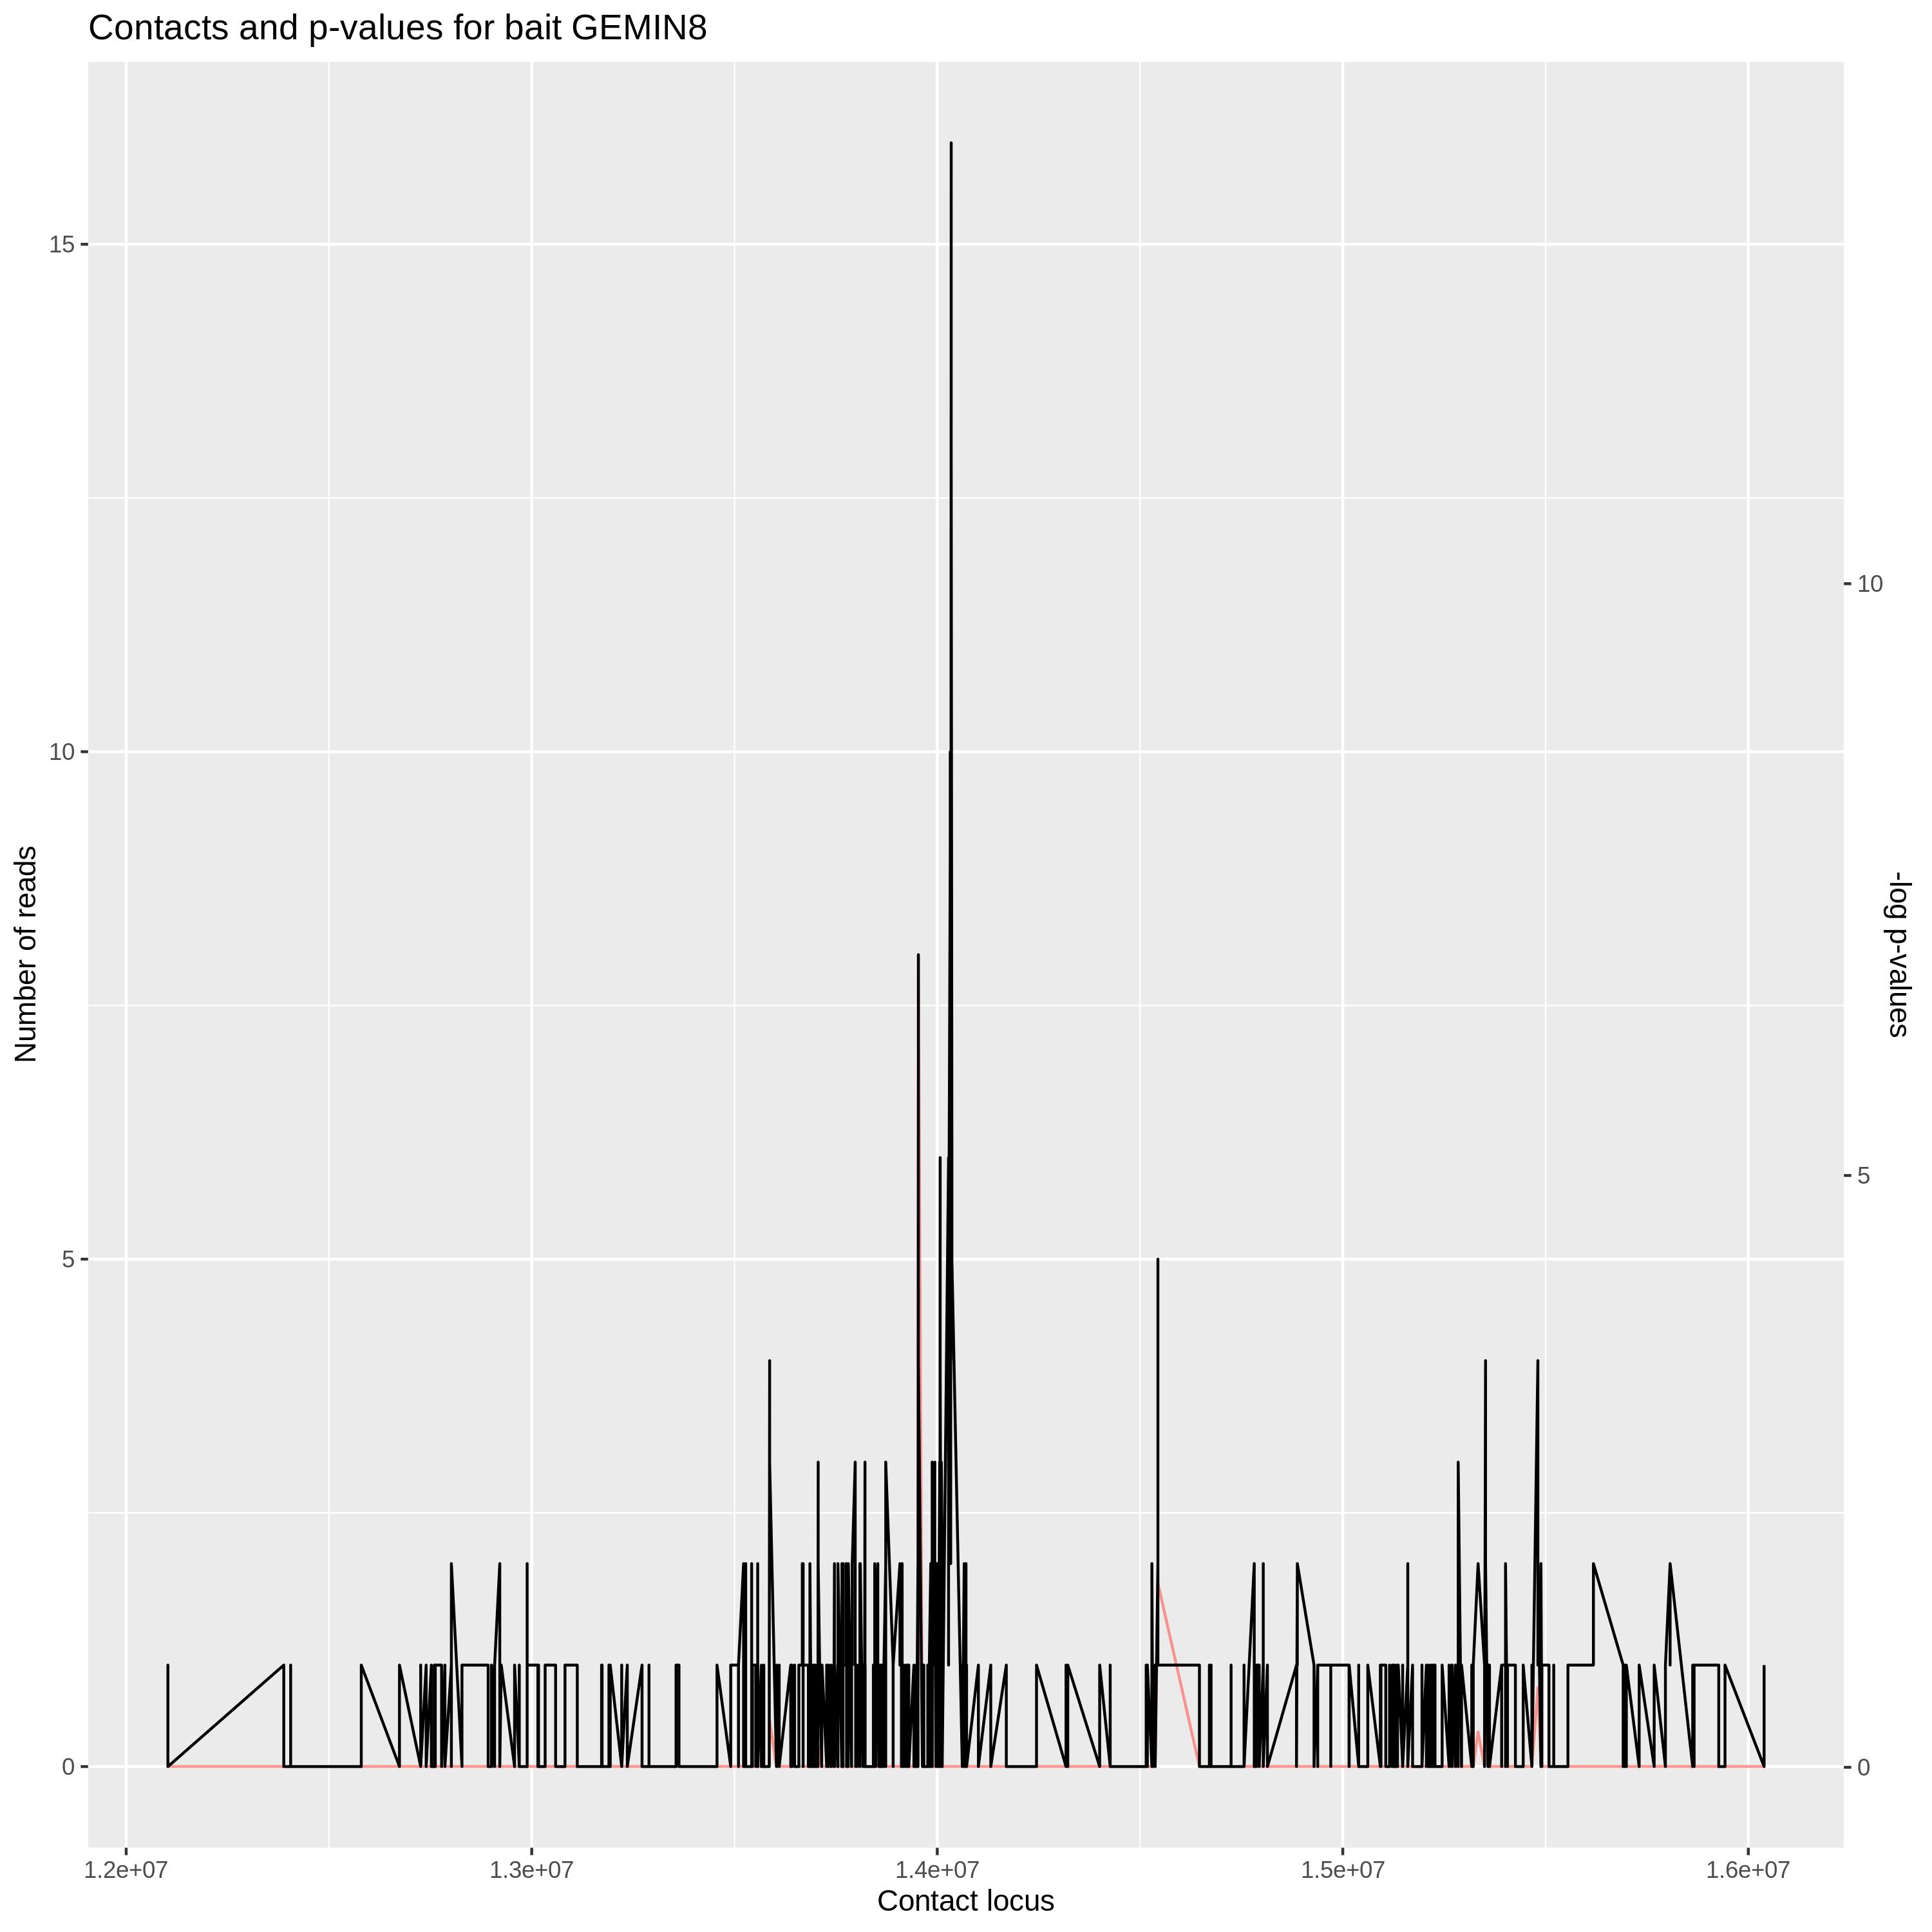 Contacts and p-values for bait GEMIN8
15
10
5
0
Number of reads
10
5
0
-log p-values
1.2e+07
1.3e+07
1.4e+07
1.5e+07
1.6e+07
Contact locus